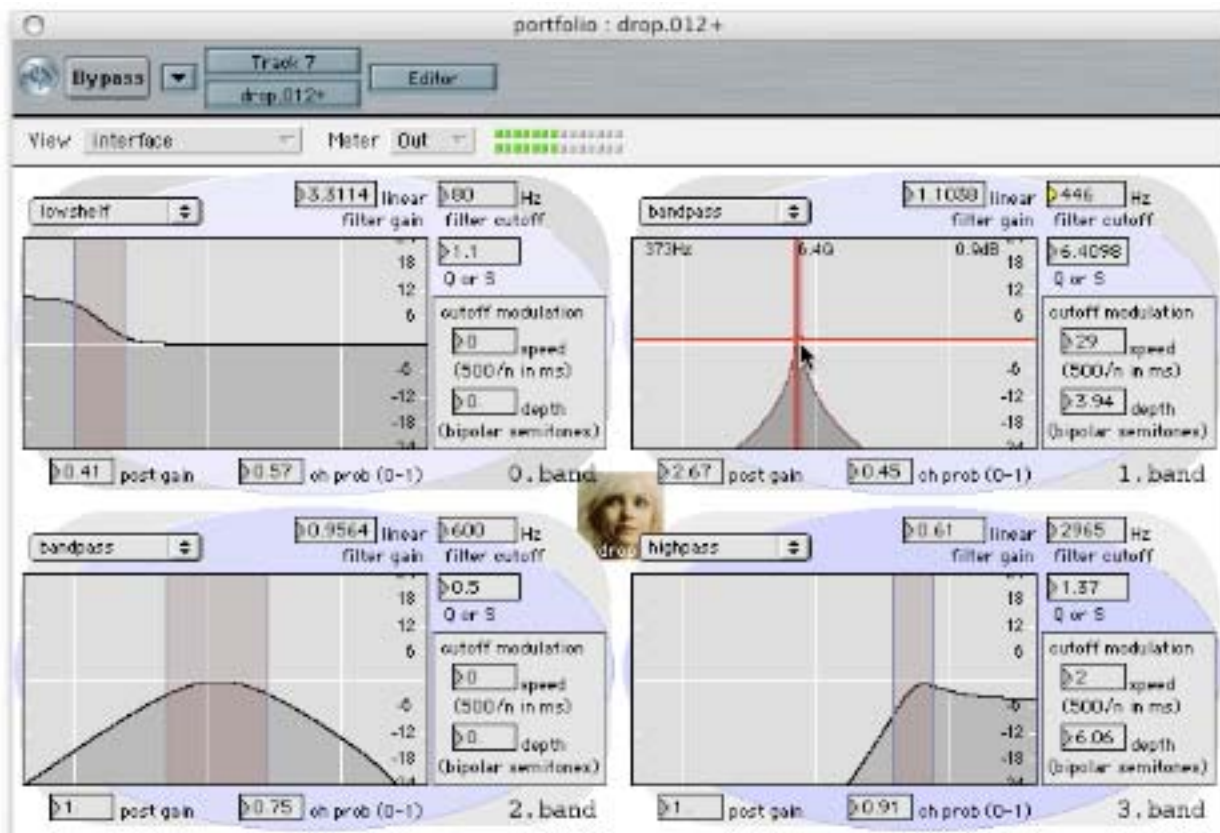 portfolio : drop.012+
Bypass
Track 7
drop.012+
Editor
View Interface Meter Out
lowshelf
3.3114 linear
filter gain
80 Hz
filter cutoff
1.1
Q or S
18
12
6
-6
-12
-18
cutoff modulation
0 speed
(500/n in ms)
0 depth
(bipolar semitones)
0.41 post gain
0.57 ch prob (0-1)
0.band
bandpass
1.1038 linear
filter gain
446 Hz
filter cutoff
6.4098
Q or S
373Hz 6.4Q 0.9dB
18
12
6
-6
-12
-18
cutoff modulation
29 speed
(500/n in ms)
3.94 depth
(bipolar semitones)
2.67 post gain
0.45 ch prob (0-1)
1.band
drop
bandpass
0.9564 linear
filter gain
600 Hz
filter cutoff
0.5
Q or S
18
12
6
-6
-12
-18
cutoff modulation
0 speed
(500/n in ms)
0 depth
(bipolar semitones)
1. post gain
0.75 ch prob (0-1)
2.band
highpass
0.61 linear
filter gain
2965 Hz
filter cutoff
1.37
Q or S
18
12
6
-6
-12
-18
cutoff modulation
2 speed
(500/n in ms)
6.06 depth
(bipolar semitones)
1. post gain
0.91 ch prob (0-1)
3.band